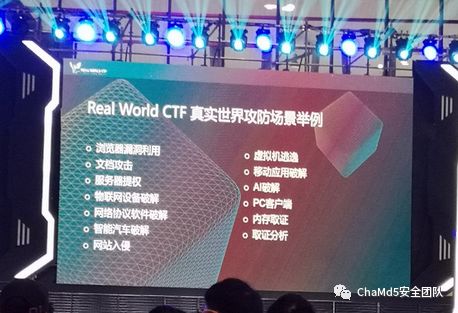 Real World CTF 真实世界攻防场景举例
浏览器漏洞利用
文档攻击
服务器提权
物联网设备破解
网络协议软件破解
智能汽车破解
网站入侵
虚拟机逃逸
移动应用破解
AI破解
PC客户端
内存取证
取证分析
ChaMd5安全团队